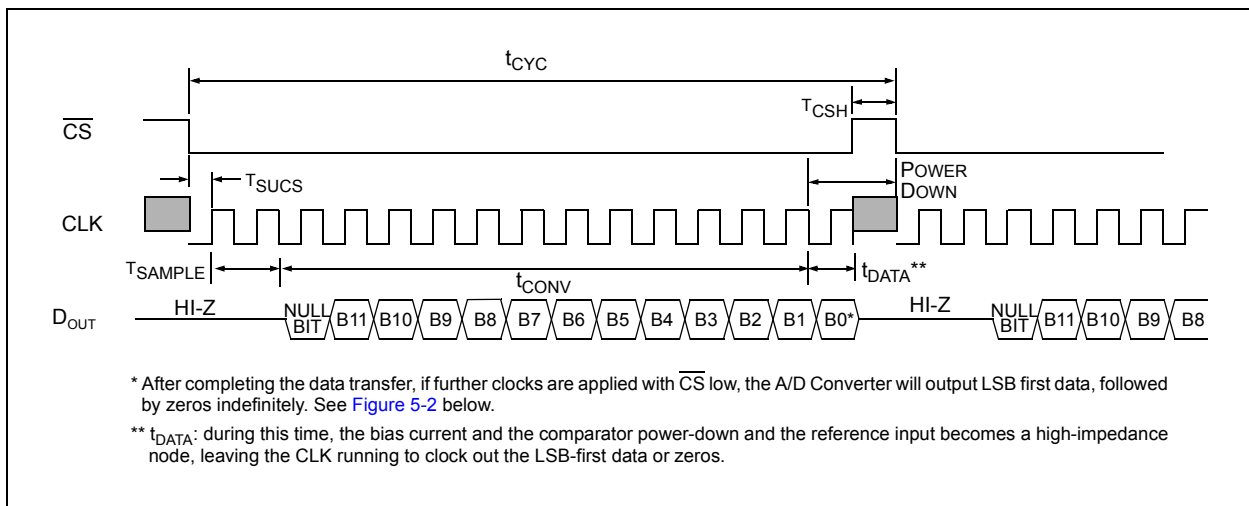 tCYC
TCSH
CS
POWER
DOWN
TSUCS
CLK
TSAMPLE
tCONV
tDATA**
DOUT
HI-Z
NULL
BIT
B11
B10
B9
B8
B7
B6
B5
B4
B3
B2
B1
B0*
HI-Z
NULL
BIT
B11
B10
B9
B8
* After completing the data transfer, if further clocks are applied with CS low, the A/D Converter will output LSB first data, followed
by zeros indefinitely. See Figure 5-2 below.
** tDATA: during this time, the bias current and the comparator power-down and the reference input becomes a high-impedance
node, leaving the CLK running to clock out the LSB-first data or zeros.